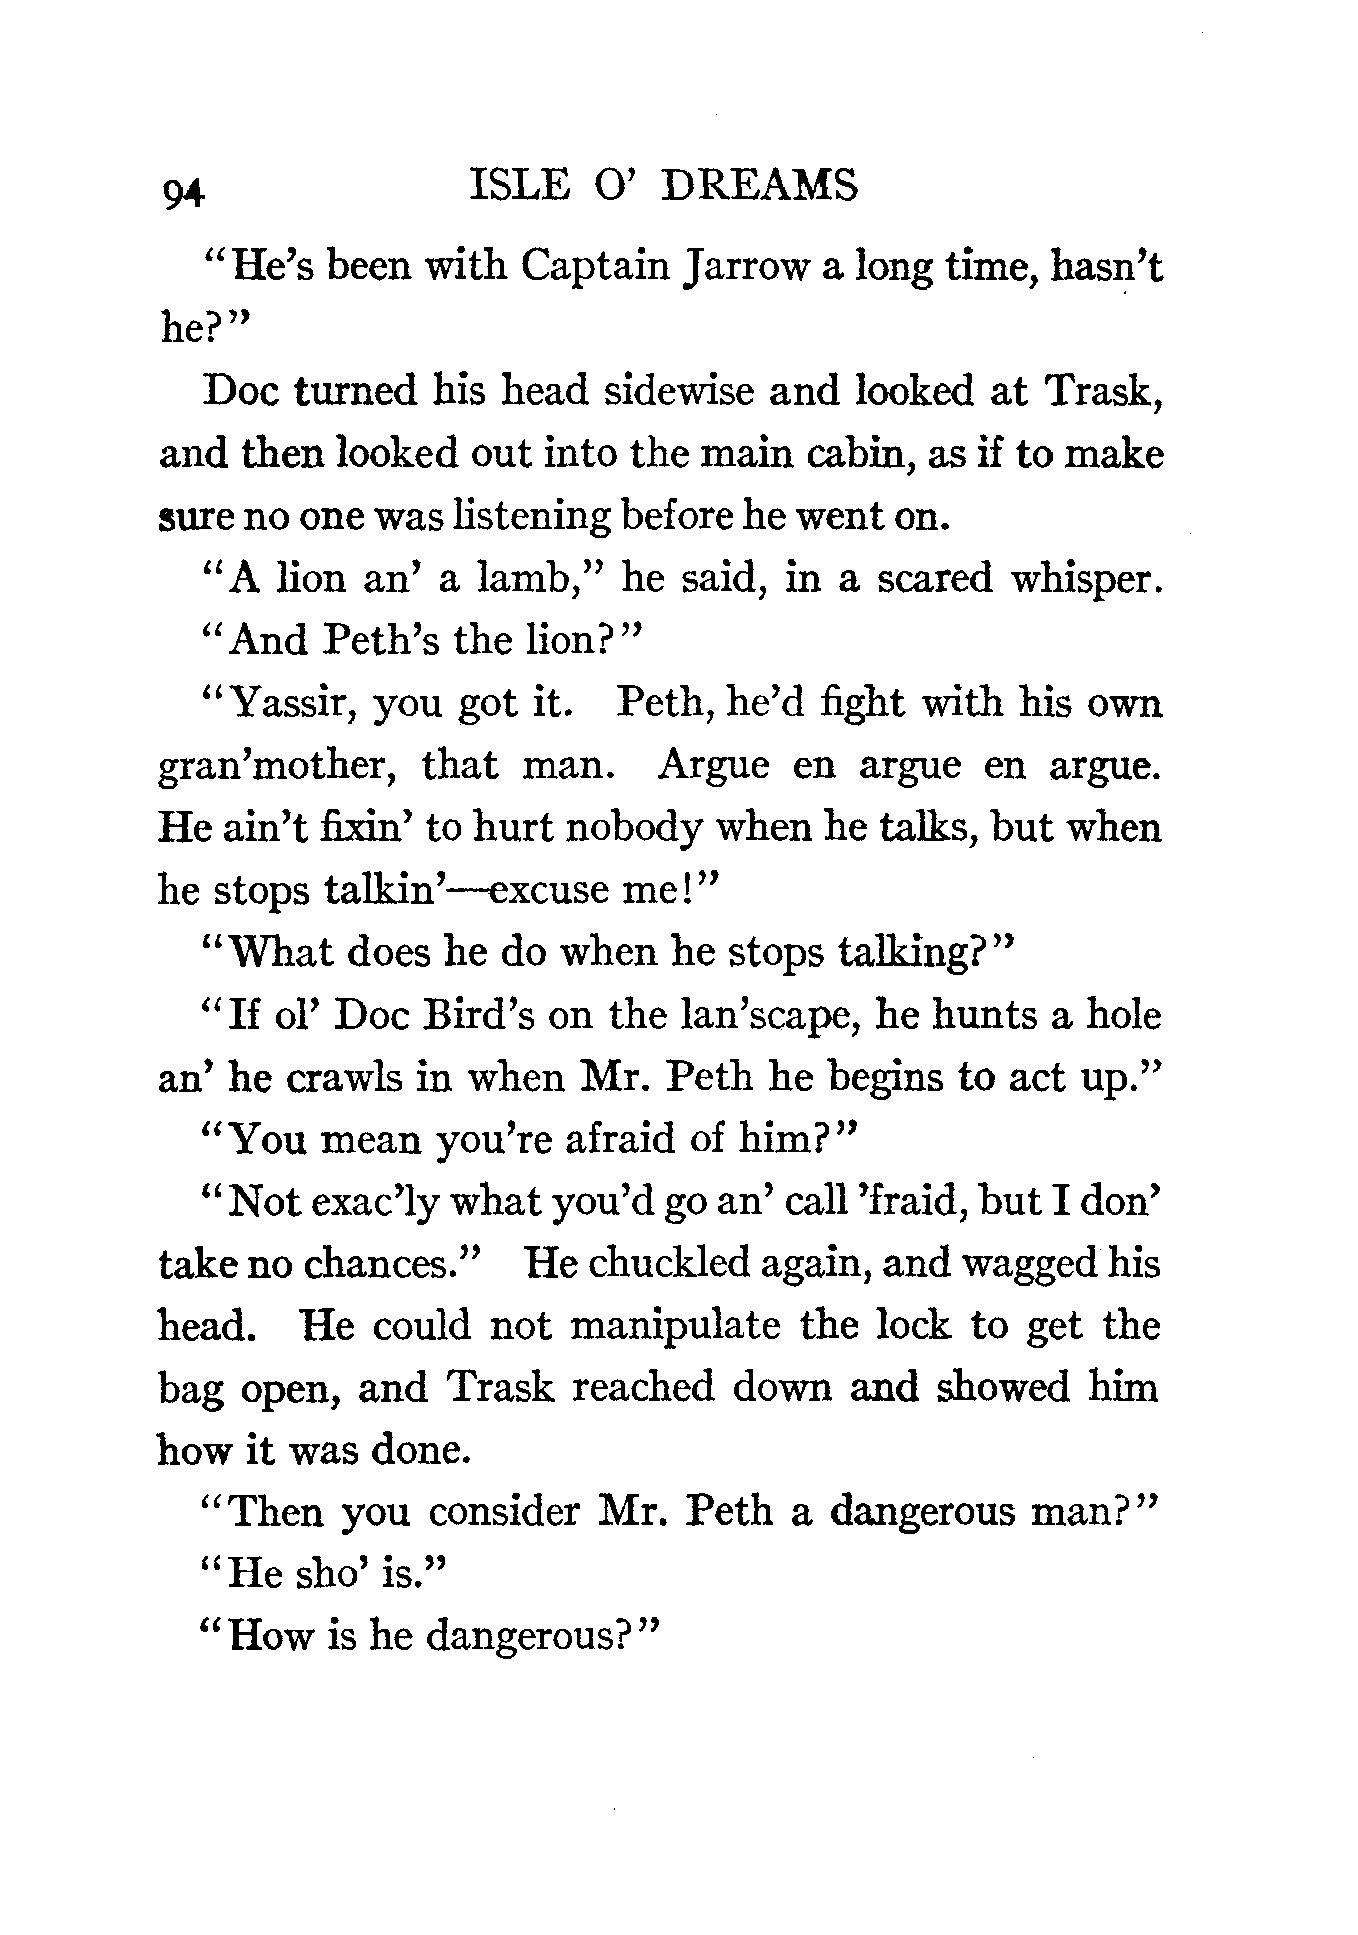 94 ISLE O' DREAMS
"He's been with Captain Jarrow a long time, hasn't
he?"
Doc turned his head sidewise and looked at Trask,
and then looked out into the main cabin, as if to make
sure no one was listening before he went on.
"A lion an' a lamb," he said, in a scared whisper.
"And Peth's the lion?"
"Yassir, you got it. Peth, he'd fight with his own
gran'mother, that man. Argue en argue en argue.
He ain't fixin' to hurt nobody when he talks, but when
he stops talkin'—excuse me!"
"What does he do when he stops talking?"
"If ol' Doc Bird's on the lan'scape, he hunts a hole
an' he crawls in when Mr. Peth he begins to act up."
"You mean you're afraid of him?"
"Not exac'ly what you'd go an' call 'fraid, but I don'
take no chances." He chuckled again, and wagged his
head. He could not manipulate the lock to get the
bag open, and Trask reached down and showed him
how it was done.
"Then you consider Mr. Peth a dangerous man?"
"He sho' is."
"How is he dangerous?"